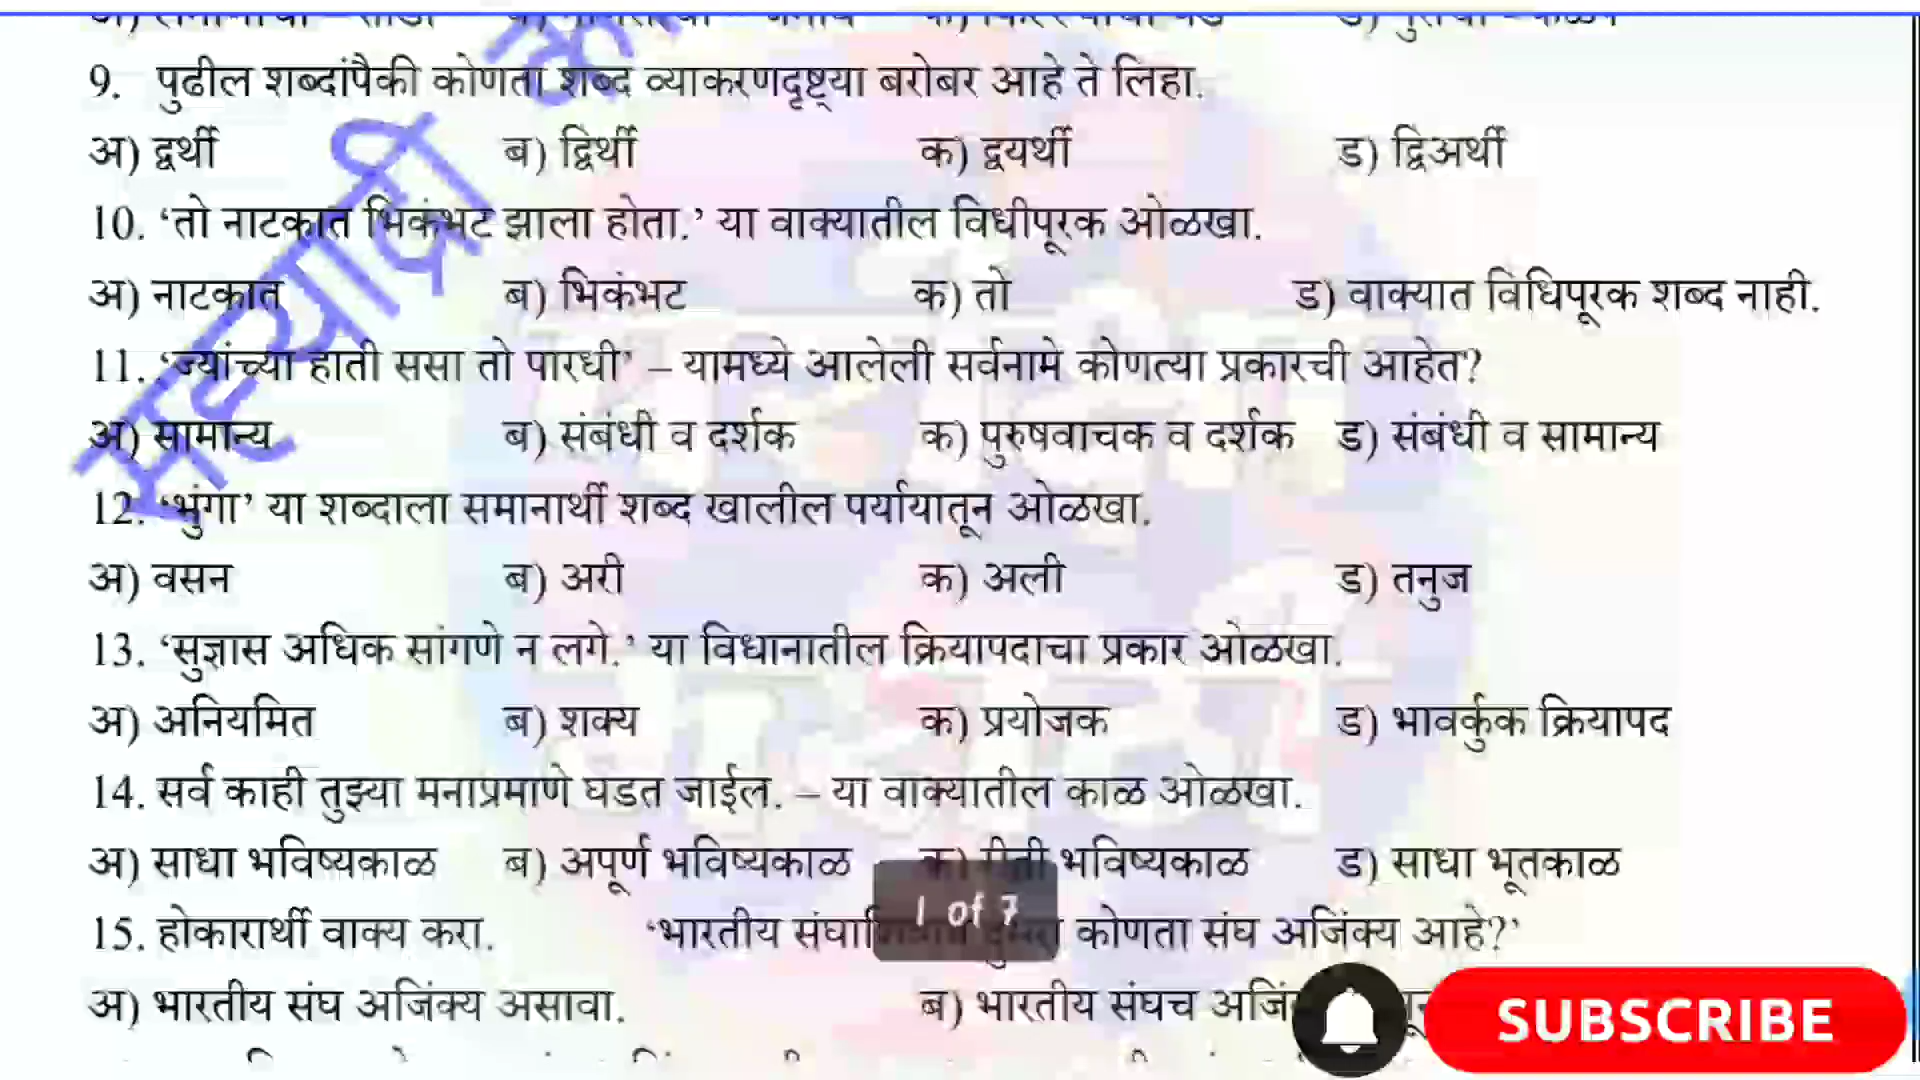 9. पुढील शब्दांपैकी कोणता शब्द व्याकरणदृष्ट्या बरोबर आहे ते लिहा.
अ) द्वर्थी ब) द्विर्थी क) द्वयर्थी ड) द्विअर्थी
10. ‘तो नाटकात भिकंभट झाला होता.’ या वाक्यातील विधीपूरक ओळखा.
अ) नाटकात ब) भिकंभट क) तो ड) वाक्यात विधिपूरक शब्द नाही.
11. ‘ज्यांच्या हाती ससा तो पारधी’ – यामध्ये आलेली सर्वनामे कोणत्या प्रकारची आहेत?
अ) सामान्य ब) संबंधी व दर्शक क) पुरुषवाचक व दर्शक ड) संबंधी व सामान्य
12. ‘भुंगा’ या शब्दाला समानार्थी शब्द खालील पर्यायातून ओळखा.
अ) वसन ब) अरी क) अली ड) तनुज
13. ‘सुज्ञास अधिक सांगणे न लगे.’ या विधानातील क्रियापदाचा प्रकार ओळखा.
अ) अनियमित ब) शक्य क) प्रयोजक ड) भावर्कुक क्रियापद
14. सर्व काही तुझ्या मनाप्रमाणे घडत जाईल. – या वाक्यातील काळ ओळखा.
अ) साधा भविष्यकाळ ब) अपूर्ण भविष्यकाळ क) रीती भविष्यकाळ ड) साधा भूतकाळ
1 of 7
15. होकारार्थी वाक्य करा. ‘भारतीय कोणता संघ अजिंक्य आहे?’
अ) भारतीय संघ अजिंक्य असावा. ब) भारतीय संघच
SUBSCRIBE
सह्याद्री